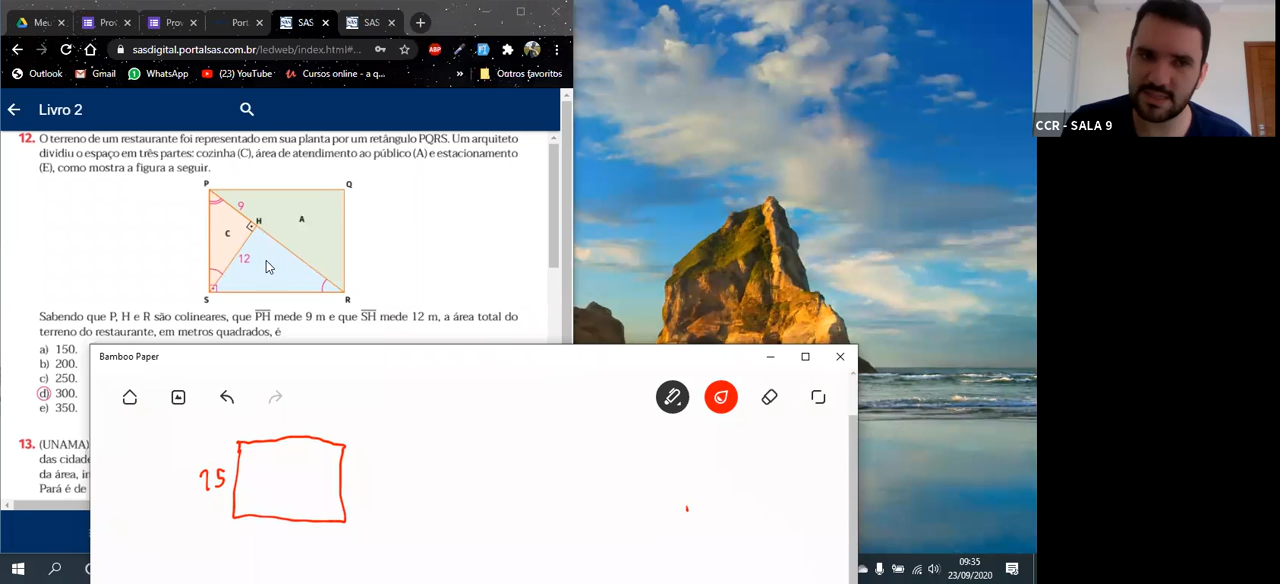 Meu
Prov
Prov
Port
SAS
SAS
sasdigital.portalsas.com.br/ledweb/index.html#...
ABP
Outlook
Gmail
WhatsApp
(23) YouTube
Cursos online - a q...
»
Outros favoritos
Livro 2
12. O terreno de um restaurante foi representado em sua planta por um retângulo PQRS. Um arquiteto
dividiu o espaço em três partes: cozinha (C), área de atendimento ao público (A) e estacionamento
(E), como mostra a figura a seguir.
P
Q
9
H
A
C
12
S
R
Sabendo que P, H e R são colineares, que PH mede 9 m e que SH mede 12 m, a área total do
terreno do restaurante, em metros quadrados, é
a) 150.
b) 200.
c) 250.
d) 300.
e) 350.
13. (UNAMA)
das cidade
da área, in
Pará é de
Bamboo Paper
15
CCR - SALA 9
09:35
23/09/2020